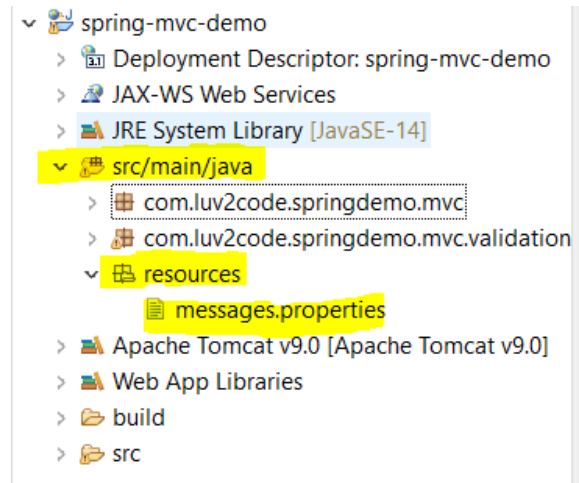 spring-mvc-demo
Deployment Descriptor: spring-mvc-demo
JAX-WS Web Services
JRE System Library [JavaSE-14]
src/main/java
com.luv2code.springdemo.mvc
com.luv2code.springdemo.mvc.validation
resources
messages.properties
Apache Tomcat v9.0 [Apache Tomcat v9.0]
Web App Libraries
build
src